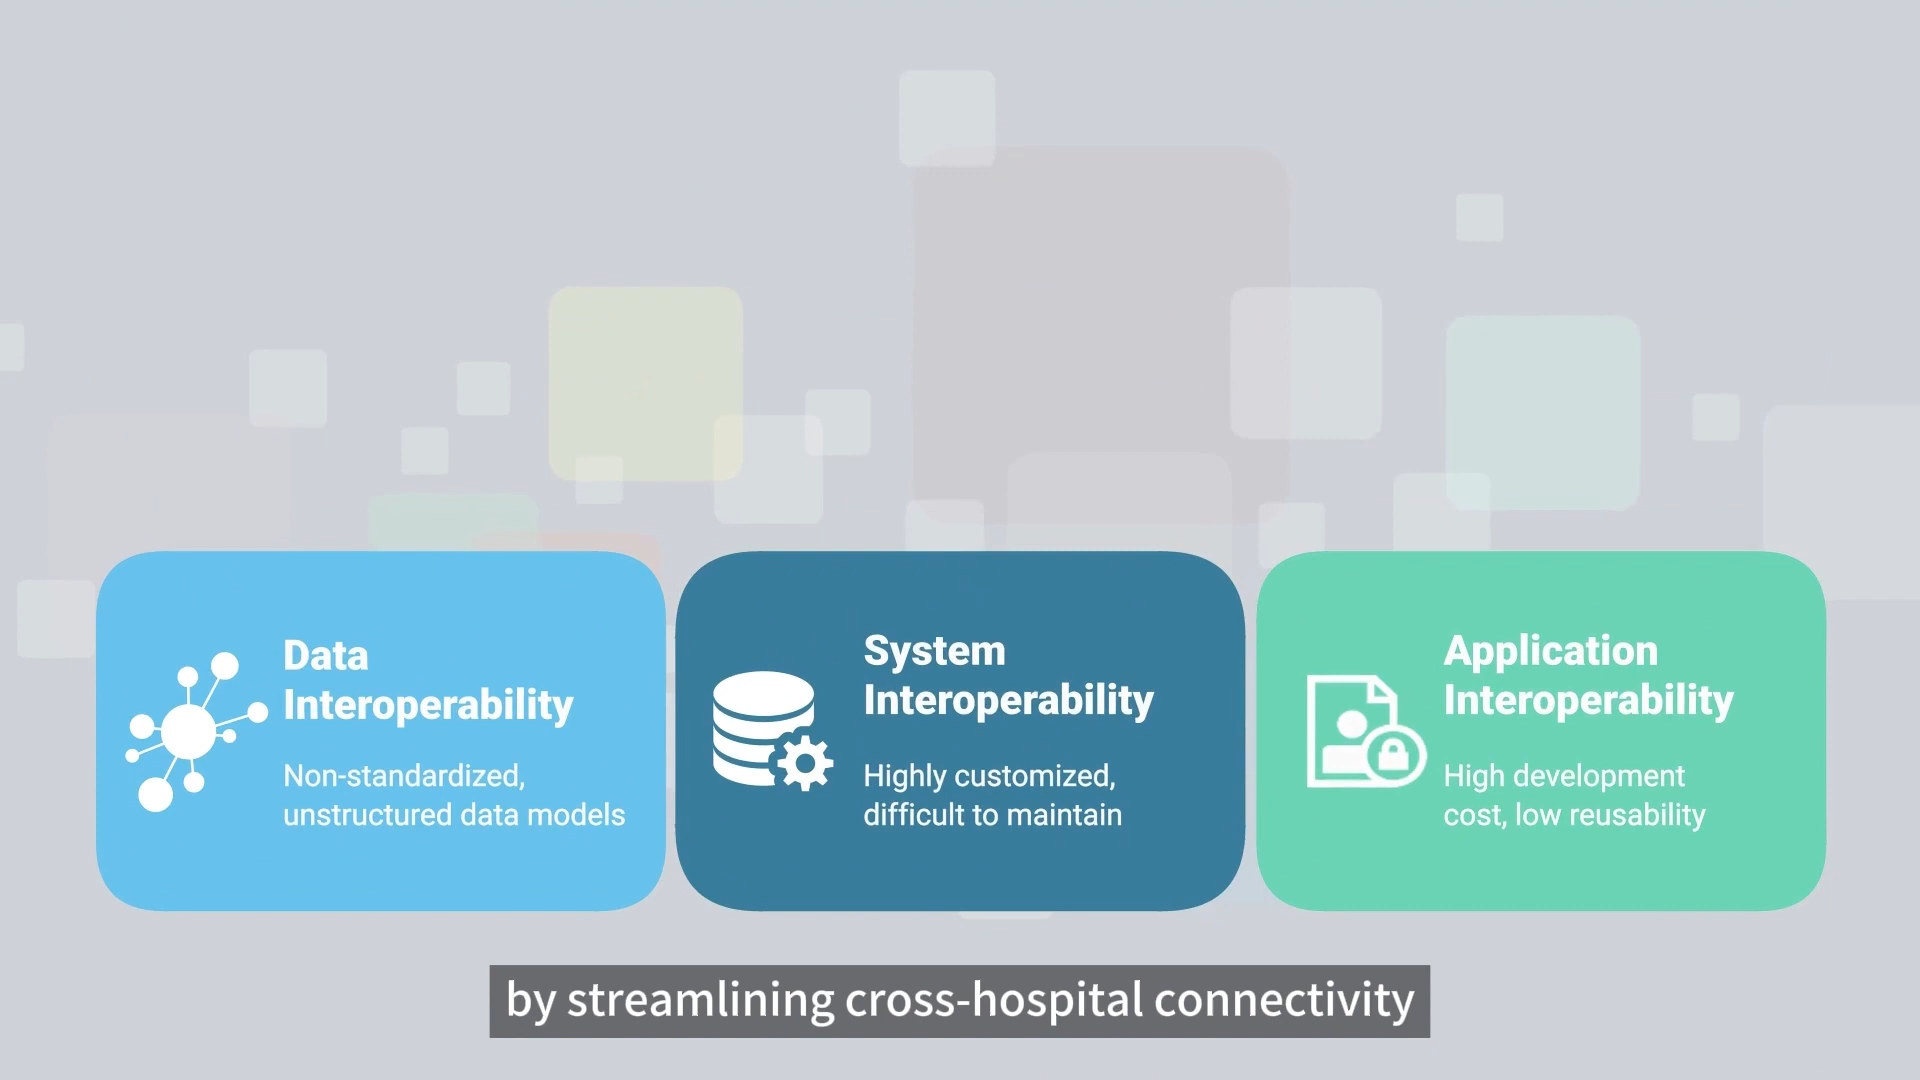 Data
Interoperability
Non-standardized,
unstructured data models
System
Interoperability
Highly customized,
difficult to maintain
Application
Interoperability
High development
cost, low reusability
by streamlining cross-hospital connectivity